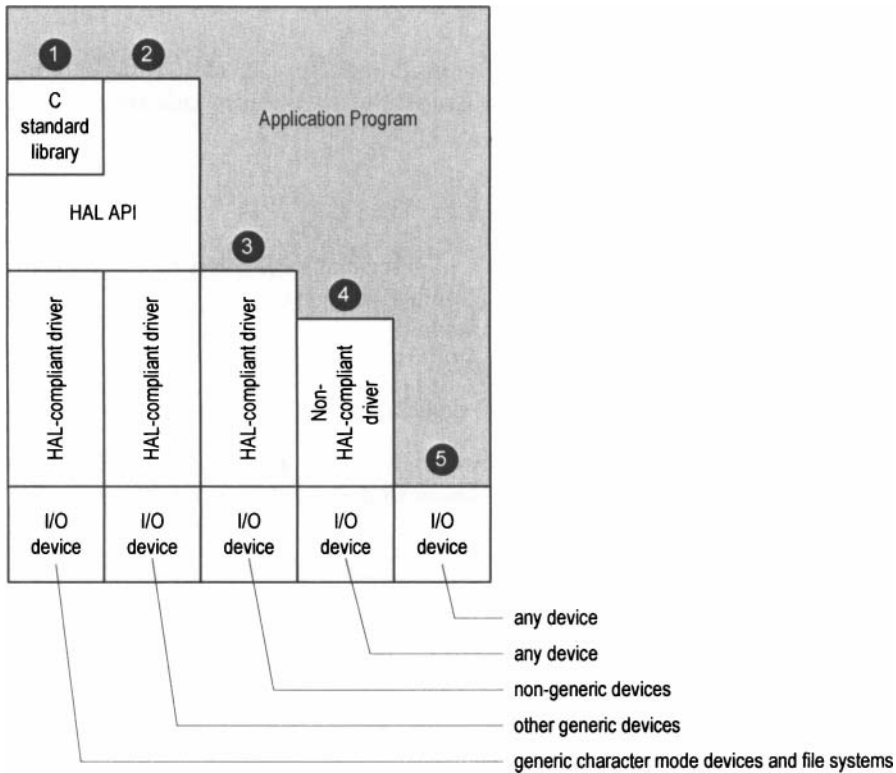 1
2
C
standard
library
Application Program
HAL API
3
4
HAL-compliant driver
HAL-compliant driver
HAL-compliant driver
Non-
HAL-compliant
driver
5
I/O
device
I/O
device
I/O
device
I/O
device
I/O
device
any device
any device
non-generic devices
other generic devices
generic character mode devices and file systems